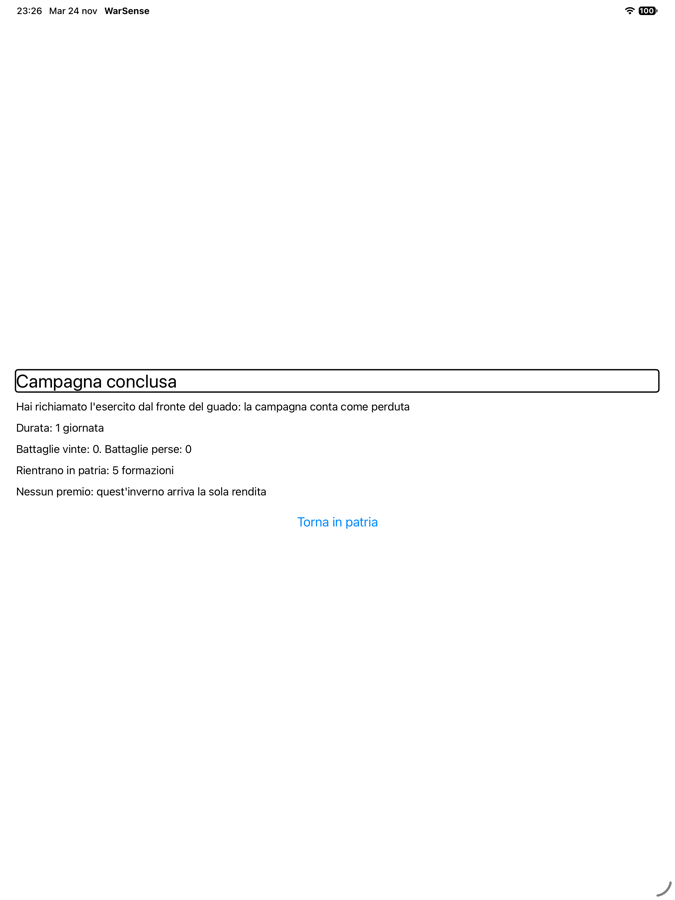 23:26 Mar 24 nov WarSense 100
Campagna conclusa
Hai richiamato l'esercito dal fronte del guado: la campagna conta come perduta
Durata: 1 giornata
Battaglie vinte: 0. Battaglie perse: 0
Rientrano in patria: 5 formazioni
Nessun premio: quest'inverno arriva la sola rendita
Torna in patria